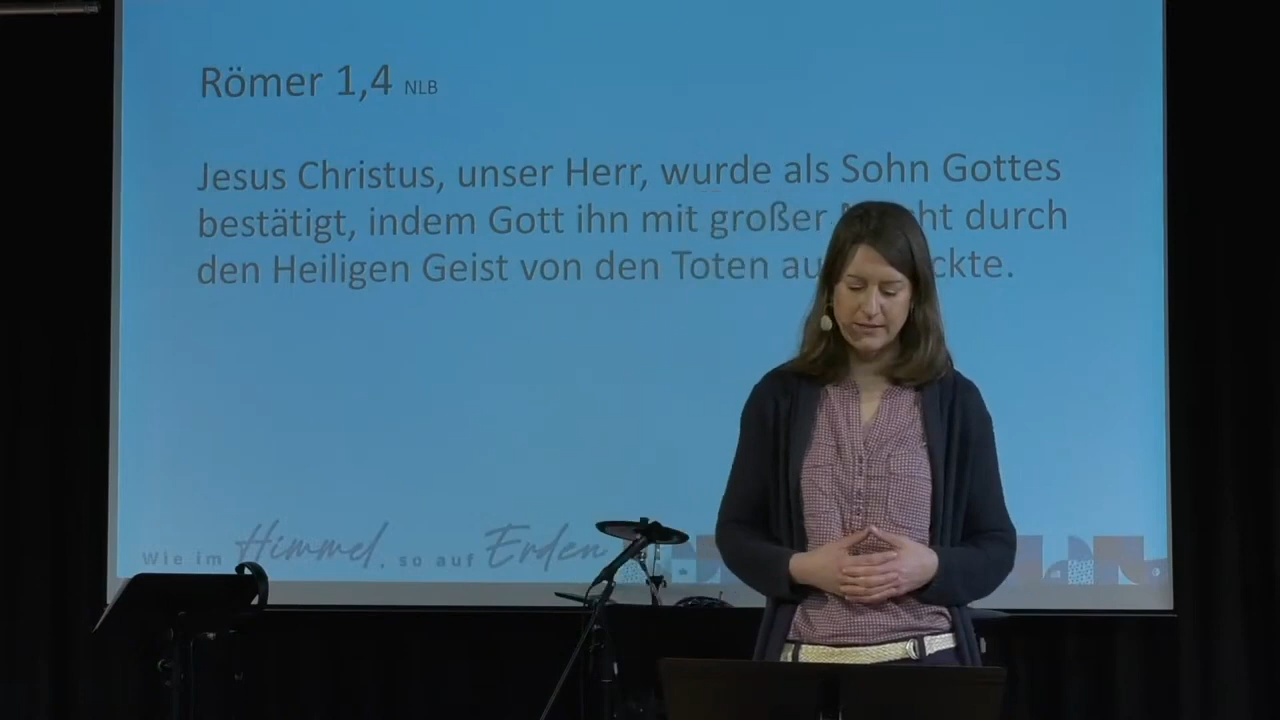 Römer 1,4 NLB
Jesus Christus, unser Herr, wurde als Sohn Gottes
bestätigt, indem Gott ihn mit großer durch
den Heiligen Geist von den Toten
Wie im Himmel, so auf Erden